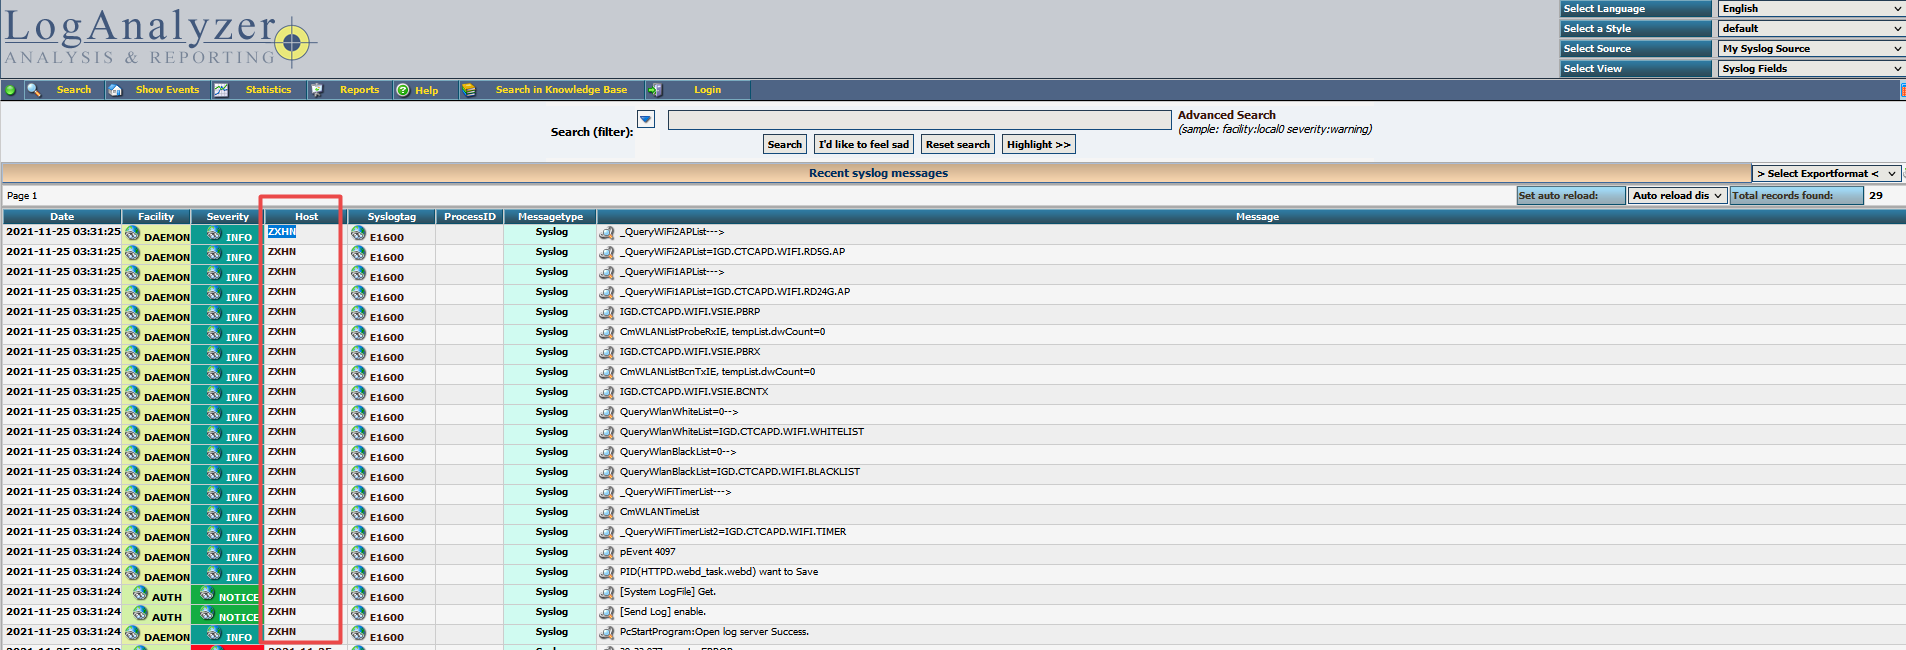 LogAnalyzer
ANALYSIS & REPORTING
Select Language English
Select a Style default
Select Source My Syslog Source
Select View Syslog Fields
Search Show Events Statistics Reports Help Search in Knowledge Base Login
Search (filter): Advanced Search
(sample: facility:local0 severity:warning)
Search I'd like to feel sad Reset search Highlight >>
Recent syslog messages > Select Exportformat <
Page 1 Set auto reload: Auto reload dis Total records found: 29
Date Facility Severity Host Syslogtag ProcessID Messagetype Message
2021-11-25 03:31:25 DAEMON INFO ZXHN E1600 Syslog _QueryWiFi2APList--->
2021-11-25 03:31:25 DAEMON INFO ZXHN E1600 Syslog _QueryWiFi2APList=IGD.CTCAPD.WIFI.RD5G.AP
2021-11-25 03:31:25 DAEMON INFO ZXHN E1600 Syslog _QueryWiFi1APList--->
2021-11-25 03:31:25 DAEMON INFO ZXHN E1600 Syslog _QueryWiFi1APList=IGD.CTCAPD.WIFI.RD24G.AP
2021-11-25 03:31:25 DAEMON INFO ZXHN E1600 Syslog IGD.CTCAPD.WIFI.VSIE.PBRP
2021-11-25 03:31:25 DAEMON INFO ZXHN E1600 Syslog CmWLANListProbeRxIE, tempList.dwCount=0
2021-11-25 03:31:25 DAEMON INFO ZXHN E1600 Syslog IGD.CTCAPD.WIFI.VSIE.PBRX
2021-11-25 03:31:25 DAEMON INFO ZXHN E1600 Syslog CmWLANListBcnTxIE, tempList.dwCount=0
2021-11-25 03:31:25 DAEMON INFO ZXHN E1600 Syslog IGD.CTCAPD.WIFI.VSIE.BCNTX
2021-11-25 03:31:25 DAEMON INFO ZXHN E1600 Syslog QueryWlanWhiteList=0-->
2021-11-25 03:31:24 DAEMON INFO ZXHN E1600 Syslog QueryWlanWhiteList=IGD.CTCAPD.WIFI.WHITELIST
2021-11-25 03:31:24 DAEMON INFO ZXHN E1600 Syslog QueryWlanBlackList=0-->
2021-11-25 03:31:24 DAEMON INFO ZXHN E1600 Syslog QueryWlanBlackList=IGD.CTCAPD.WIFI.BLACKLIST
2021-11-25 03:31:24 DAEMON INFO ZXHN E1600 Syslog _QueryWiFiTimerList--->
2021-11-25 03:31:24 DAEMON INFO ZXHN E1600 Syslog CmWLANTimeList
2021-11-25 03:31:24 DAEMON INFO ZXHN E1600 Syslog _QueryWiFiTimerList2=IGD.CTCAPD.WIFI.TIMER
2021-11-25 03:31:24 DAEMON INFO ZXHN E1600 Syslog pEvent 4097
2021-11-25 03:31:24 DAEMON INFO ZXHN E1600 Syslog PID(HTTPD.webd_task.webd) want to Save
2021-11-25 03:31:24 AUTH NOTICE ZXHN E1600 Syslog [System LogFile] Get.
2021-11-25 03:31:24 AUTH NOTICE ZXHN E1600 Syslog [Send Log] enable.
2021-11-25 03:31:24 DAEMON INFO ZXHN E1600 Syslog PcStartProgram:Open log server Success.